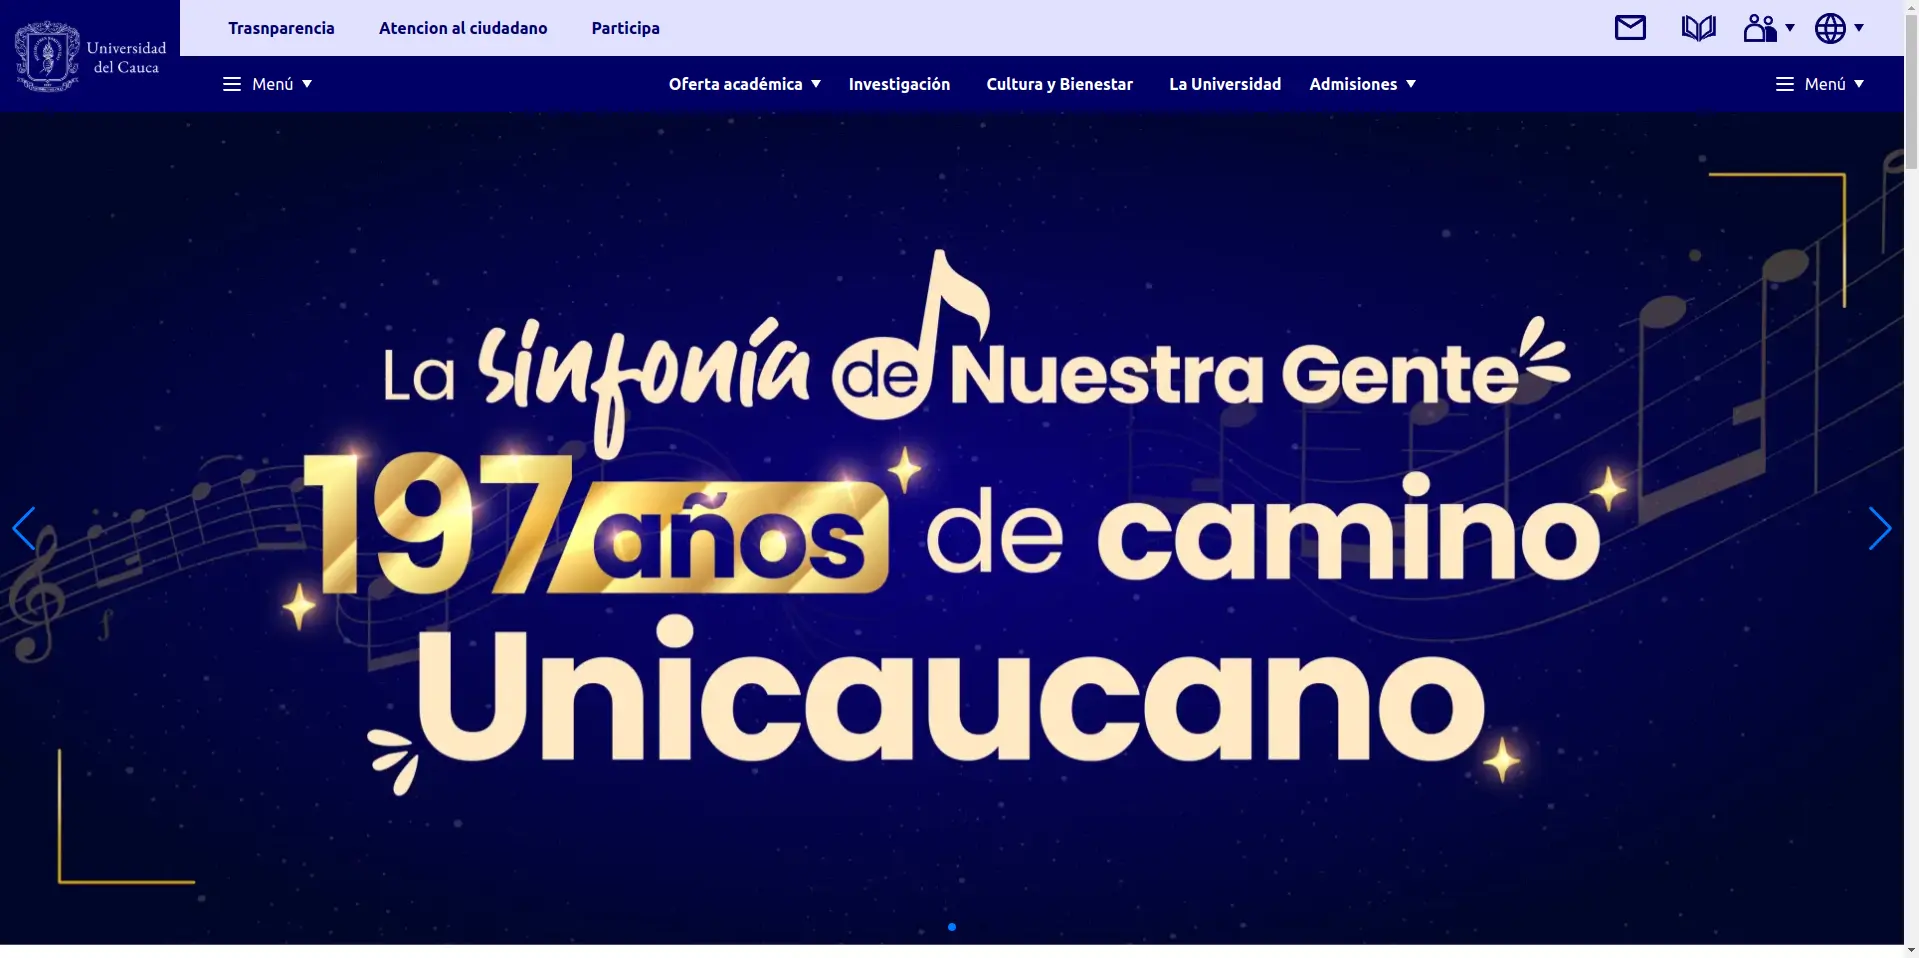 Universidad
del Cauca
Trasnparencia
Atencion al ciudadano
Participa
Menú
Oferta académica
Investigación
Cultura y Bienestar
La Universidad
Admisiones
Menú
La sinfonía de Nuestra Gente
197 años de camino
Unicaucano